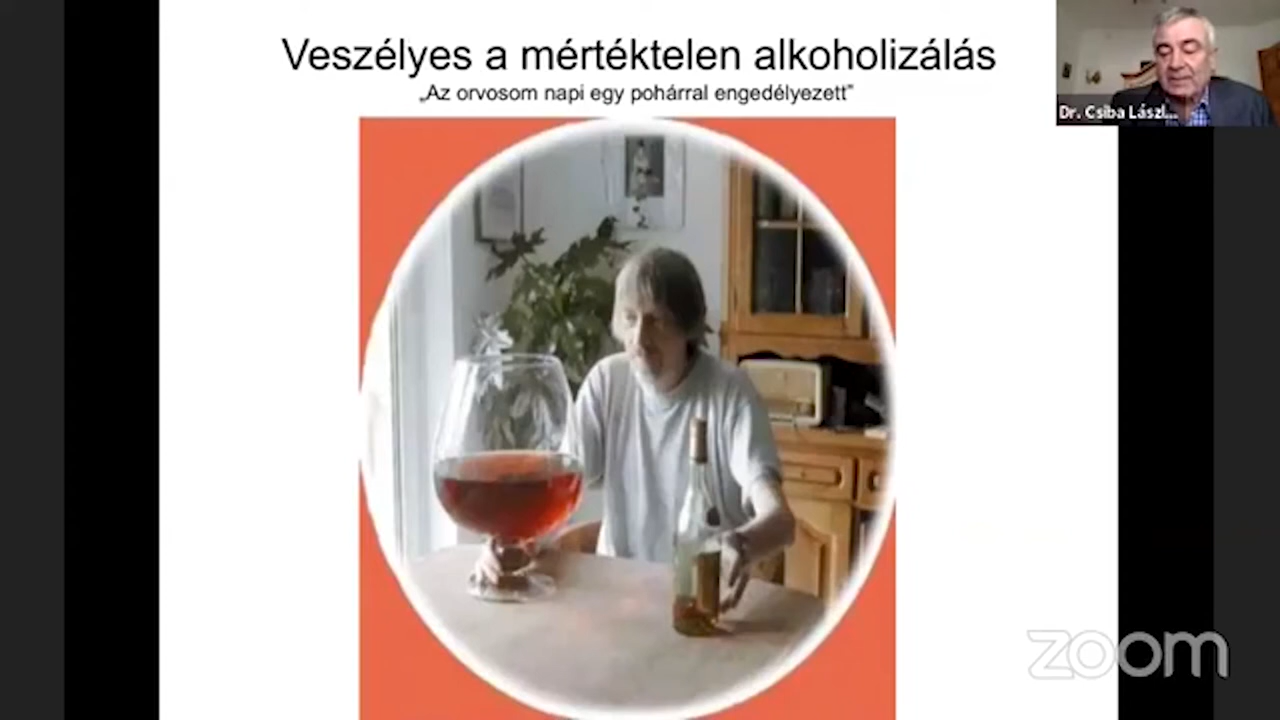 Veszélyes a mértéktelen alkoholizálás
„Az orvosom napi egy pohárral engedélyezett”
Dr. Csiba Lászl...
zoom